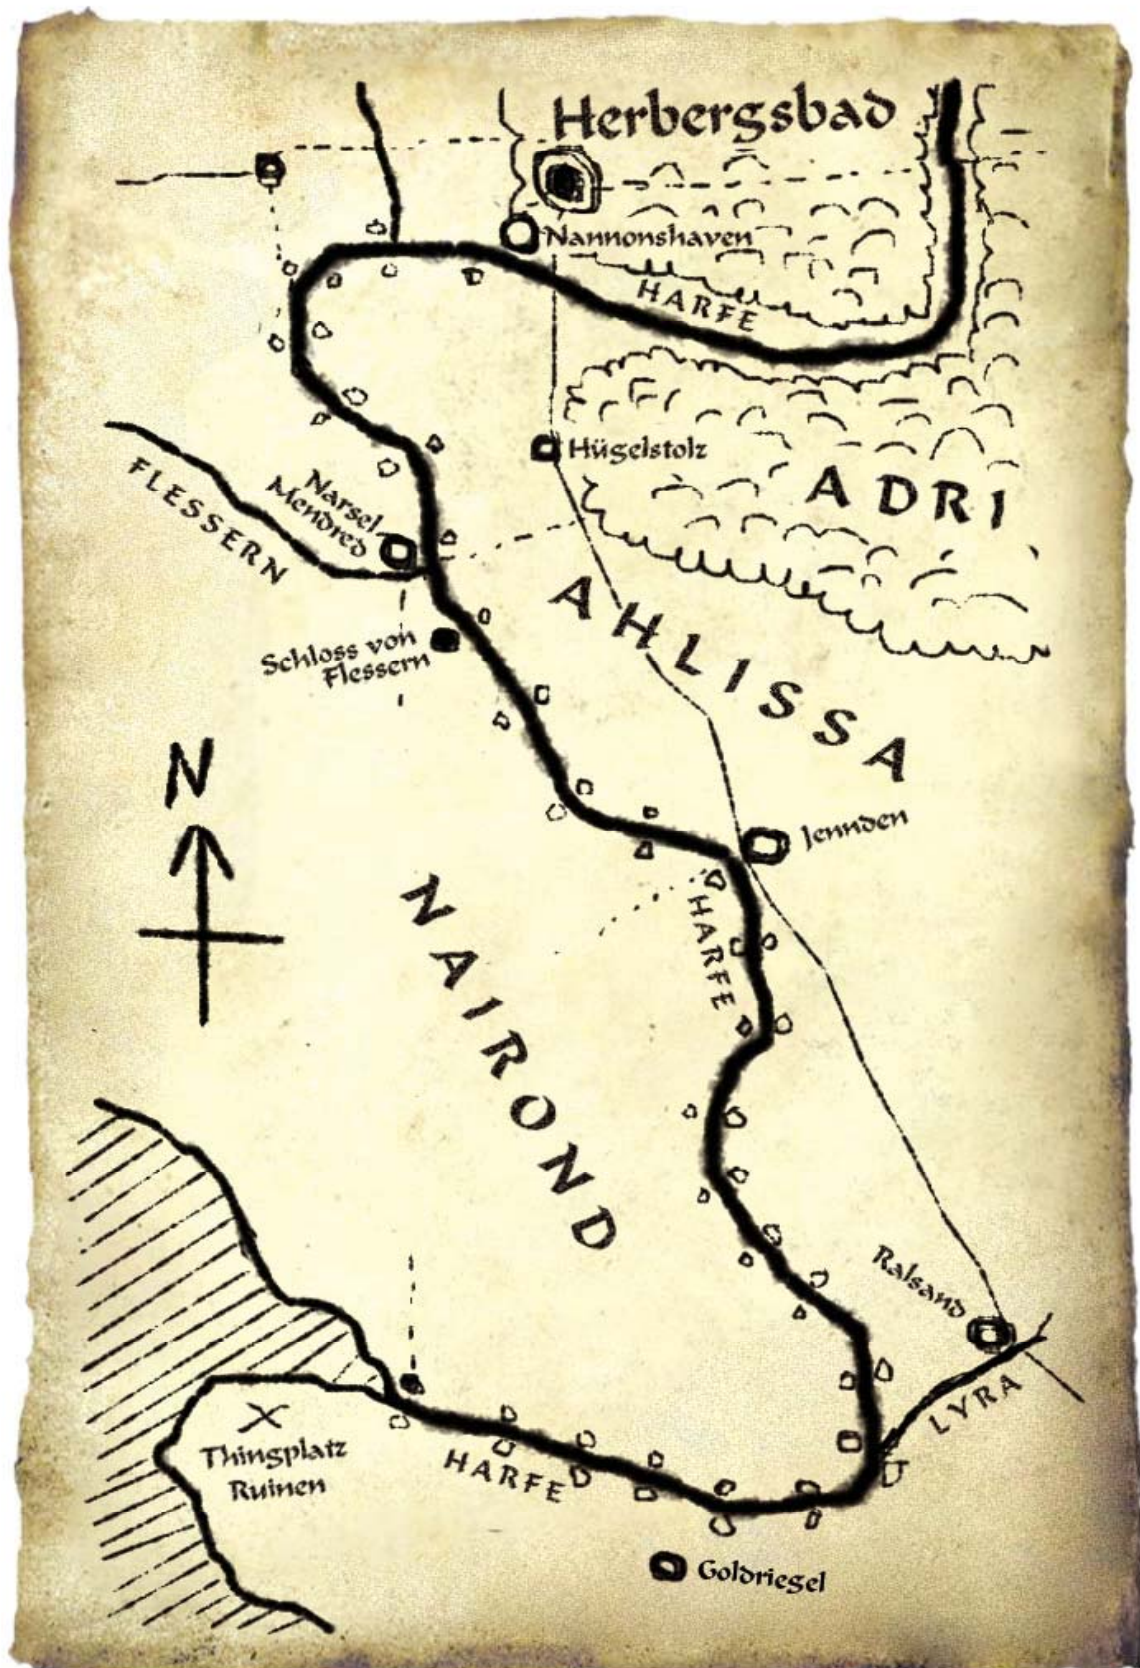 Herbergsbad
Nannonshaven
HARFE
Hügelstolz
ADRI
FLESSERN
Narsel
Mendred
AHLISSA
Schloss von
Flessern
N
Jennden
HARFE
NAIROND
Ralsand
LYRA
Thingplatz
Ruinen
HARFE
Goldriegel